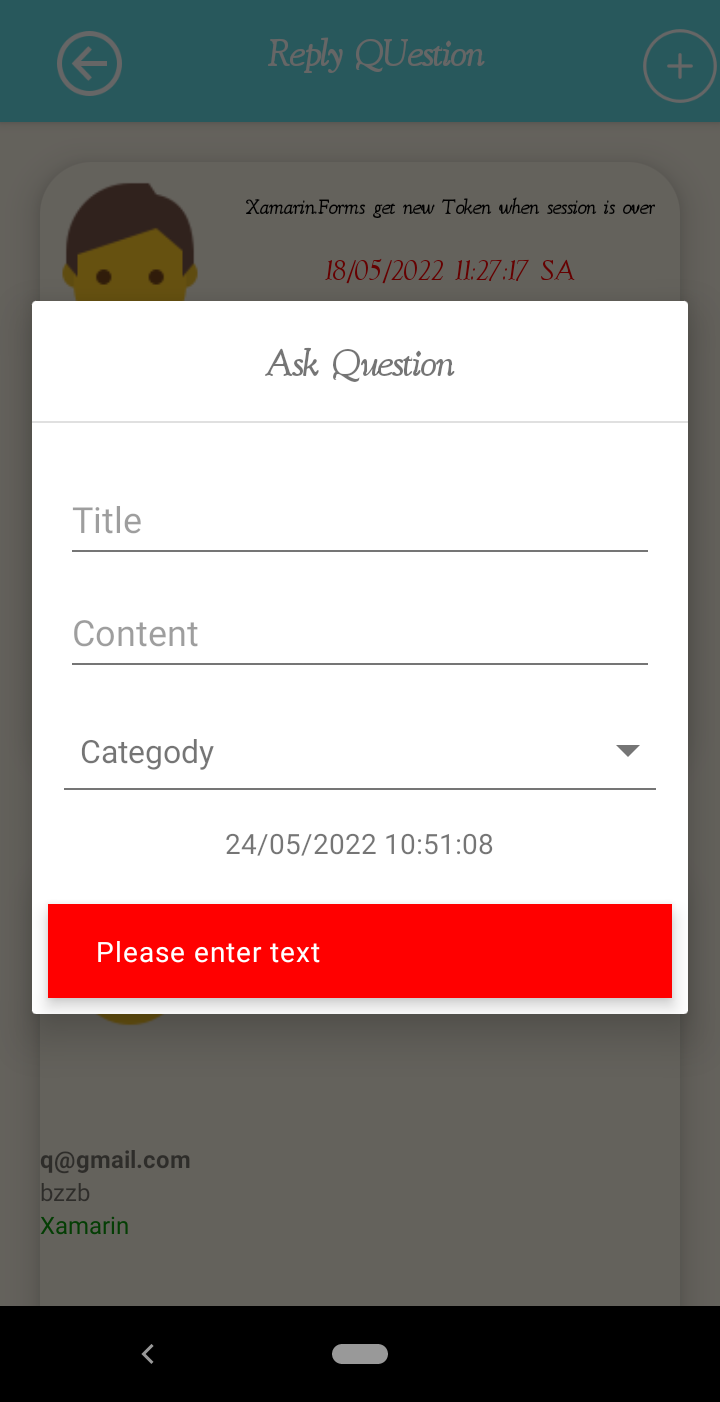 Reply QUestion
Xamarin.Forms get new Token when session is over
18/05/2022 11:27:17 SA
Ask Question
Title
Content
Categody
24/05/2022 10:51:08
Please enter text
q@gmail.com
bzzb
Xamarin